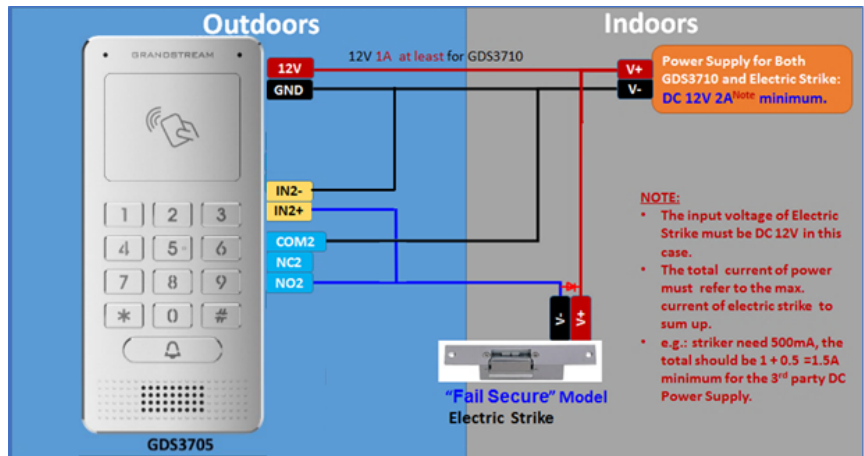 Outdoors
Indoors
GRANDSTREAM
12V 1A at least for GDS3710
12V
GND
V+
V-
Power Supply for Both
GDS3710 and Electric Strike:
DC 12V 2A Note minimum.
IN2-
IN2+
COM2
NC2
NO2
1 2 3
4 5 6
7 8 9
* 0 #
NOTE:
• The input voltage of Electric
Strike must be DC 12V in this
case.
• The total current of power
must refer to the max.
current of electric strike to
sum up.
• e.g.: striker need 500mA, the
total should be 1 + 0.5 =1.5A
minimum for the 3rd party DC
Power Supply.
V-
V+
"Fail Secure" Model
Electric Strike
GDS3705